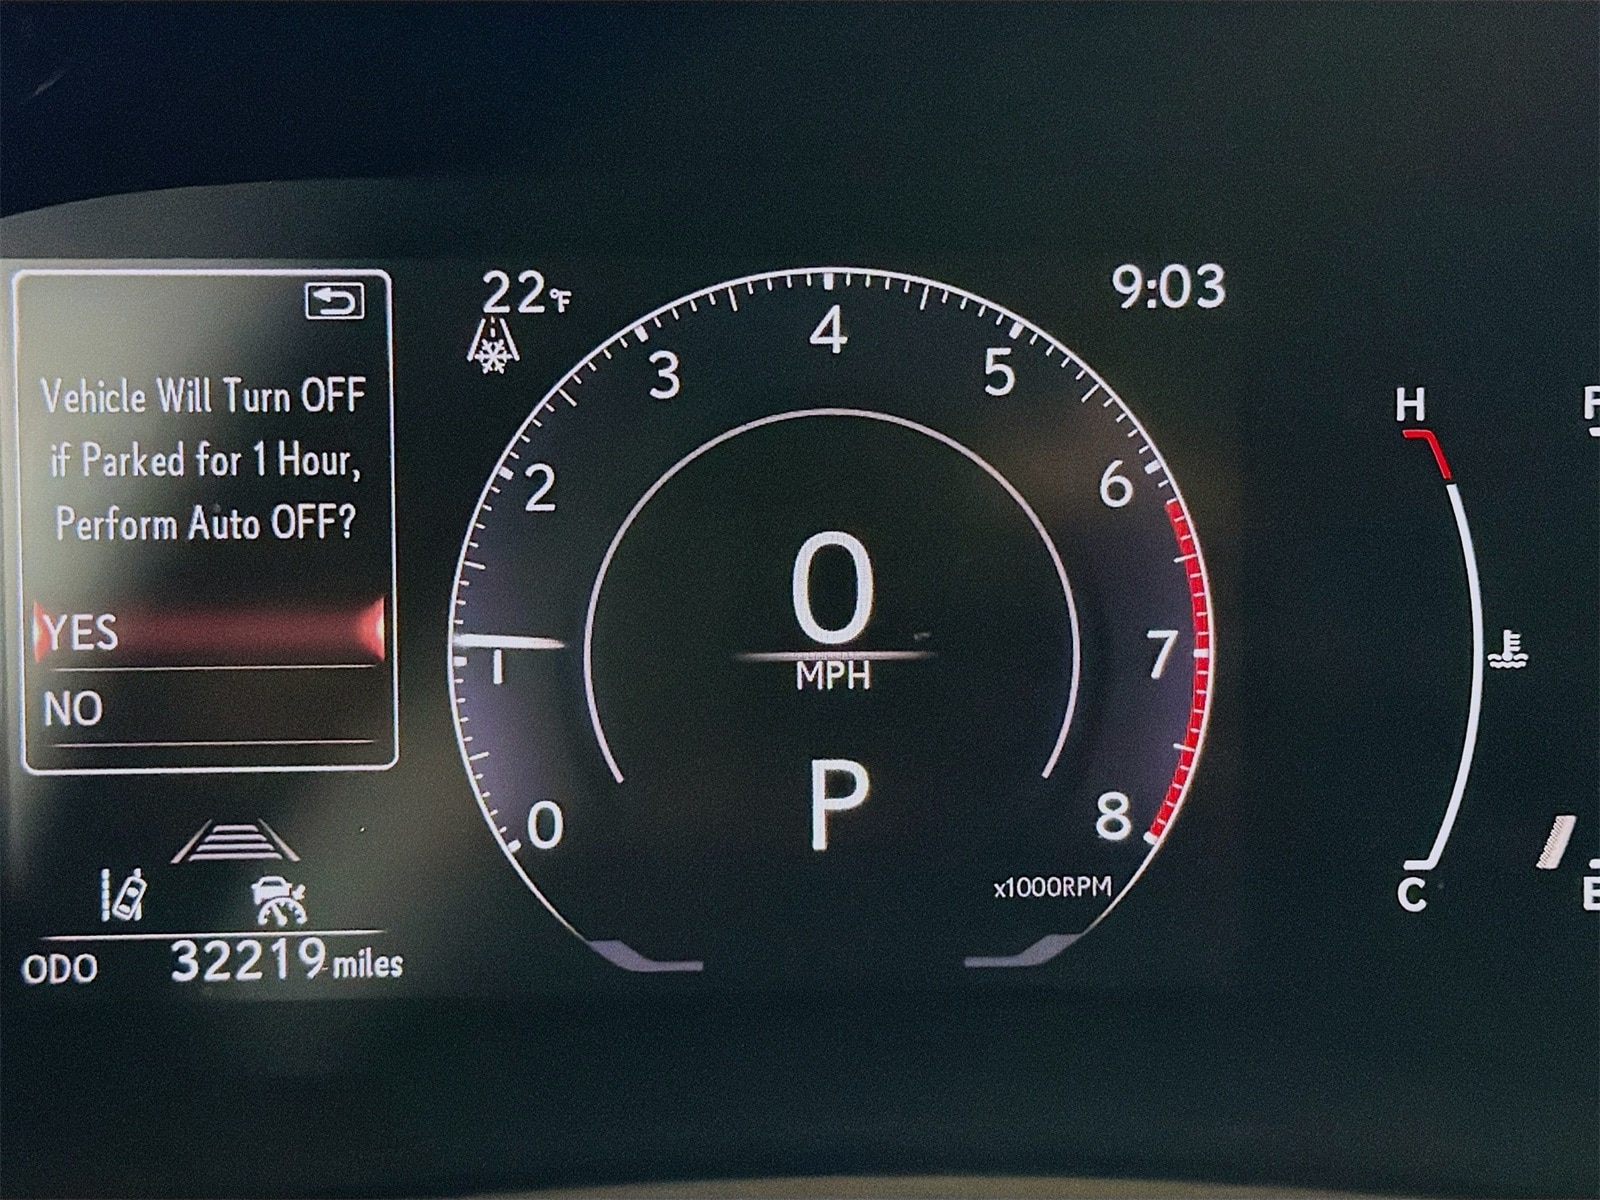 Vehicle Will Turn OFF
if Parked for 1 Hour,
Perform Auto OFF?
YES
NO
ODO 32219 miles
22°F
9:03
0
1
2
3
4
5
6
7
8
0
MPH
P
x1000RPM
H
C